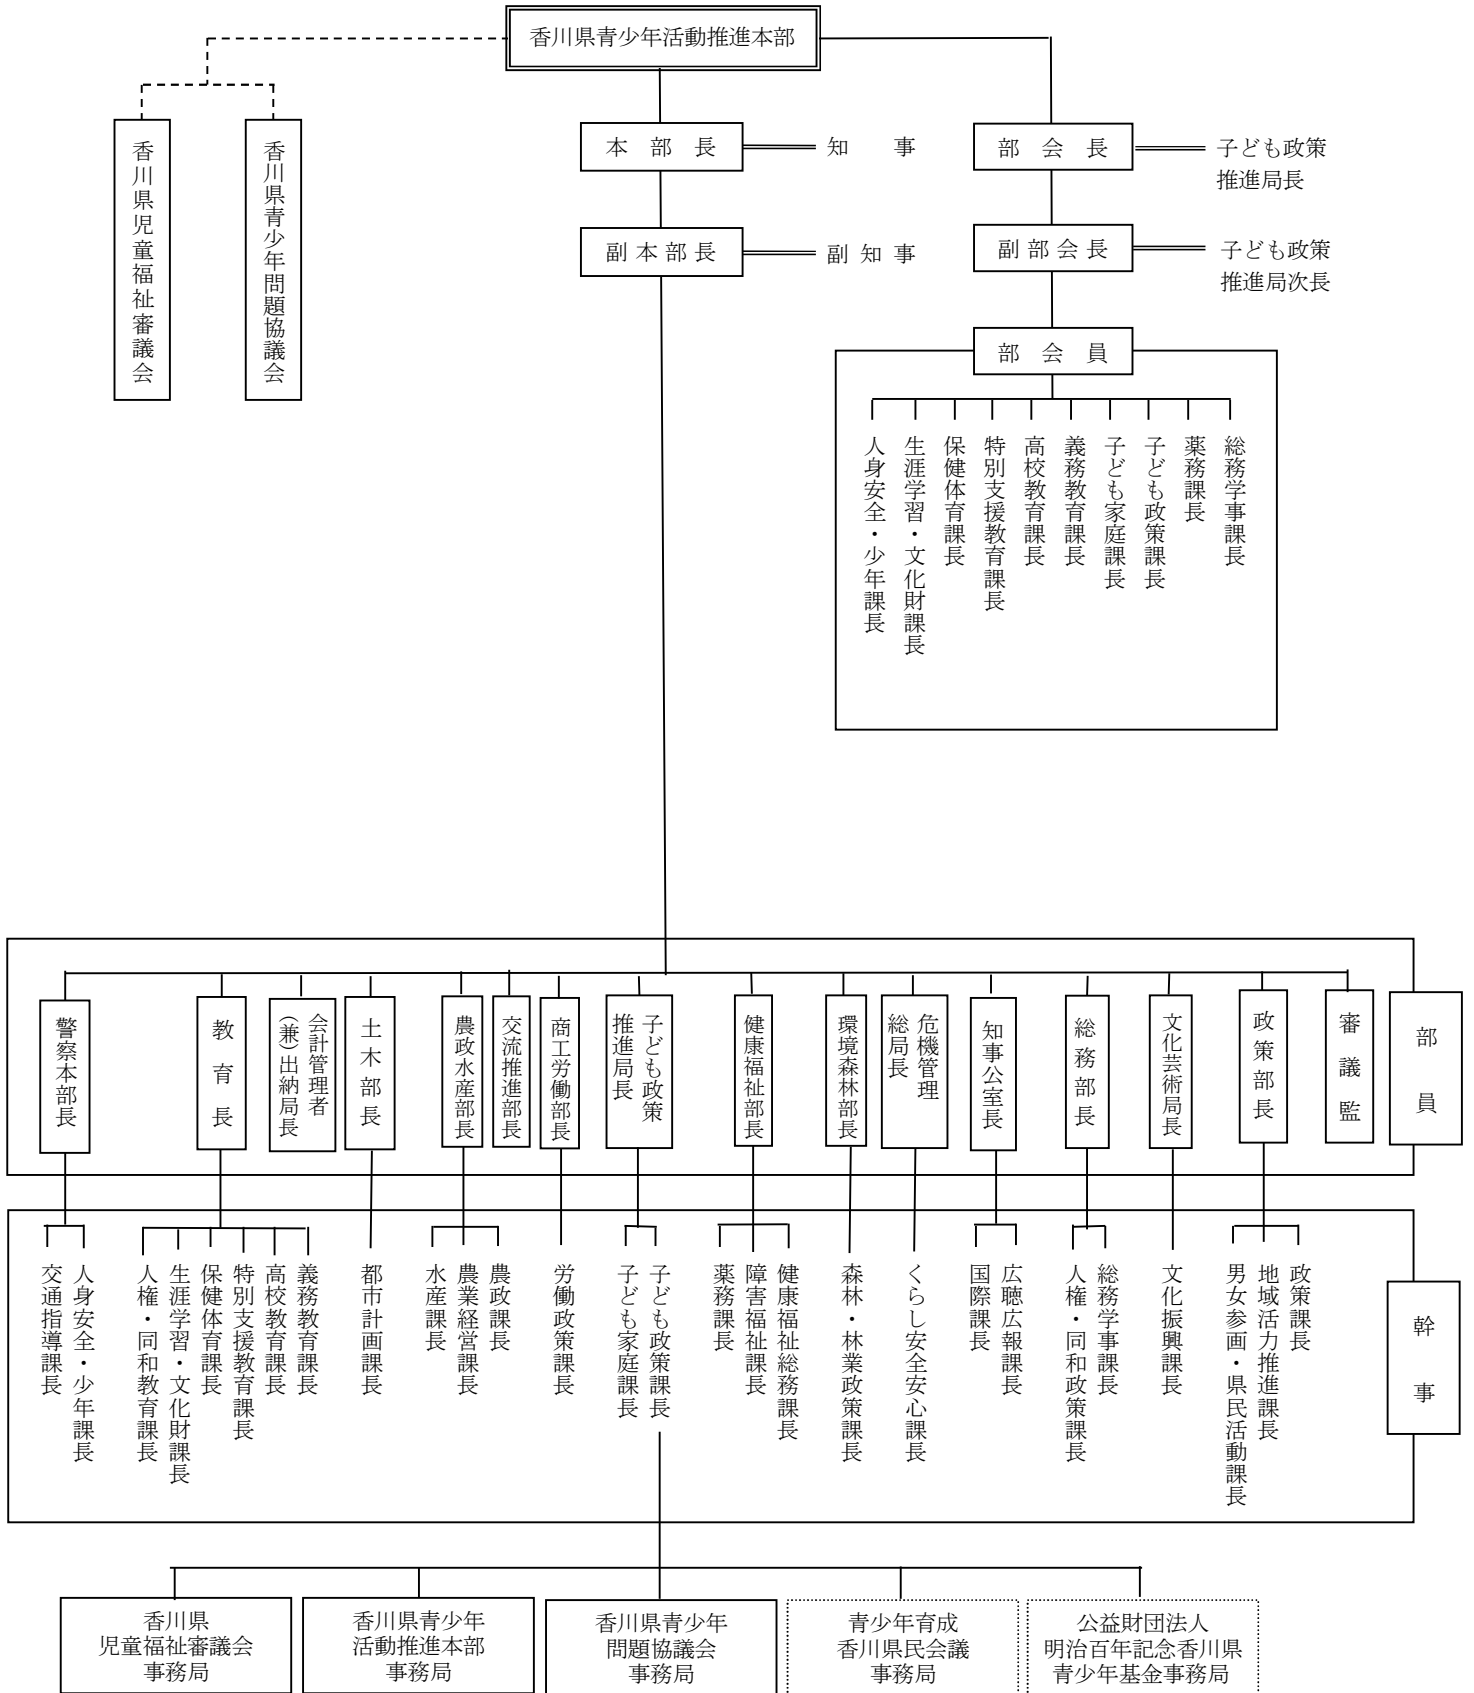 香川県青少年活動推進本部
香川県児童福祉審議会
香川県青少年問題協議会
本部長
知事
副本部長
副知事
部会長
子ども政策
推進局長
副部会長
子ども政策
推進局次長
部会員
総務学事課長
薬務課長
子ども政策課長
子ども家庭課長
義務教育課長
高校教育課長
特別支援教育課長
保健体育課長
生涯学習・文化財課長
人身安全・少年課長
部員
審議監
政策部長
文化芸術局長
総務部長
知事公室長
危機管理
総局長
環境森林部長
健康福祉部長
子ども政策
推進局長
商工労働部長
交流推進部長
農政水産部長
土木部長
会計管理者
(兼)出納局長
教育長
警察本部長
幹事
政策課長
地域活力推進課長
男女参画・県民活動課長
文化振興課長
総務学事課長
人権・同和政策課長
広聴広報課長
国際課長
くらし安全安心課長
森林・林業政策課長
健康福祉総務課長
障害福祉課長
薬務課長
子ども政策課長
子ども家庭課長
労働政策課長
農政課長
農業経営課長
水産課長
都市計画課長
義務教育課長
高校教育課長
特別支援教育課長
保健体育課長
生涯学習・文化財課長
人権・同和教育課長
人身安全・少年課長
交通指導課長
香川県
児童福祉審議会
事務局
香川県青少年
活動推進本部
事務局
香川県青少年
問題協議会
事務局
青少年育成
香川県民会議
事務局
公益財団法人
明治百年記念香川県
青少年基金事務局